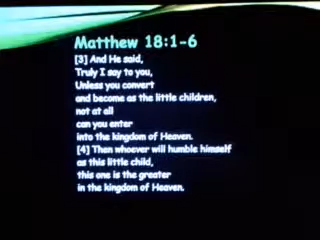 Matthew 18:1-6
[3] And He said,
Truly I say to you,
Unless you convert
and become as the little children,
not at all
can you enter
into the kingdom of Heaven.
[4] Then whoever will humble himself
as this little child,
this one is the greater
in the kingdom of Heaven.